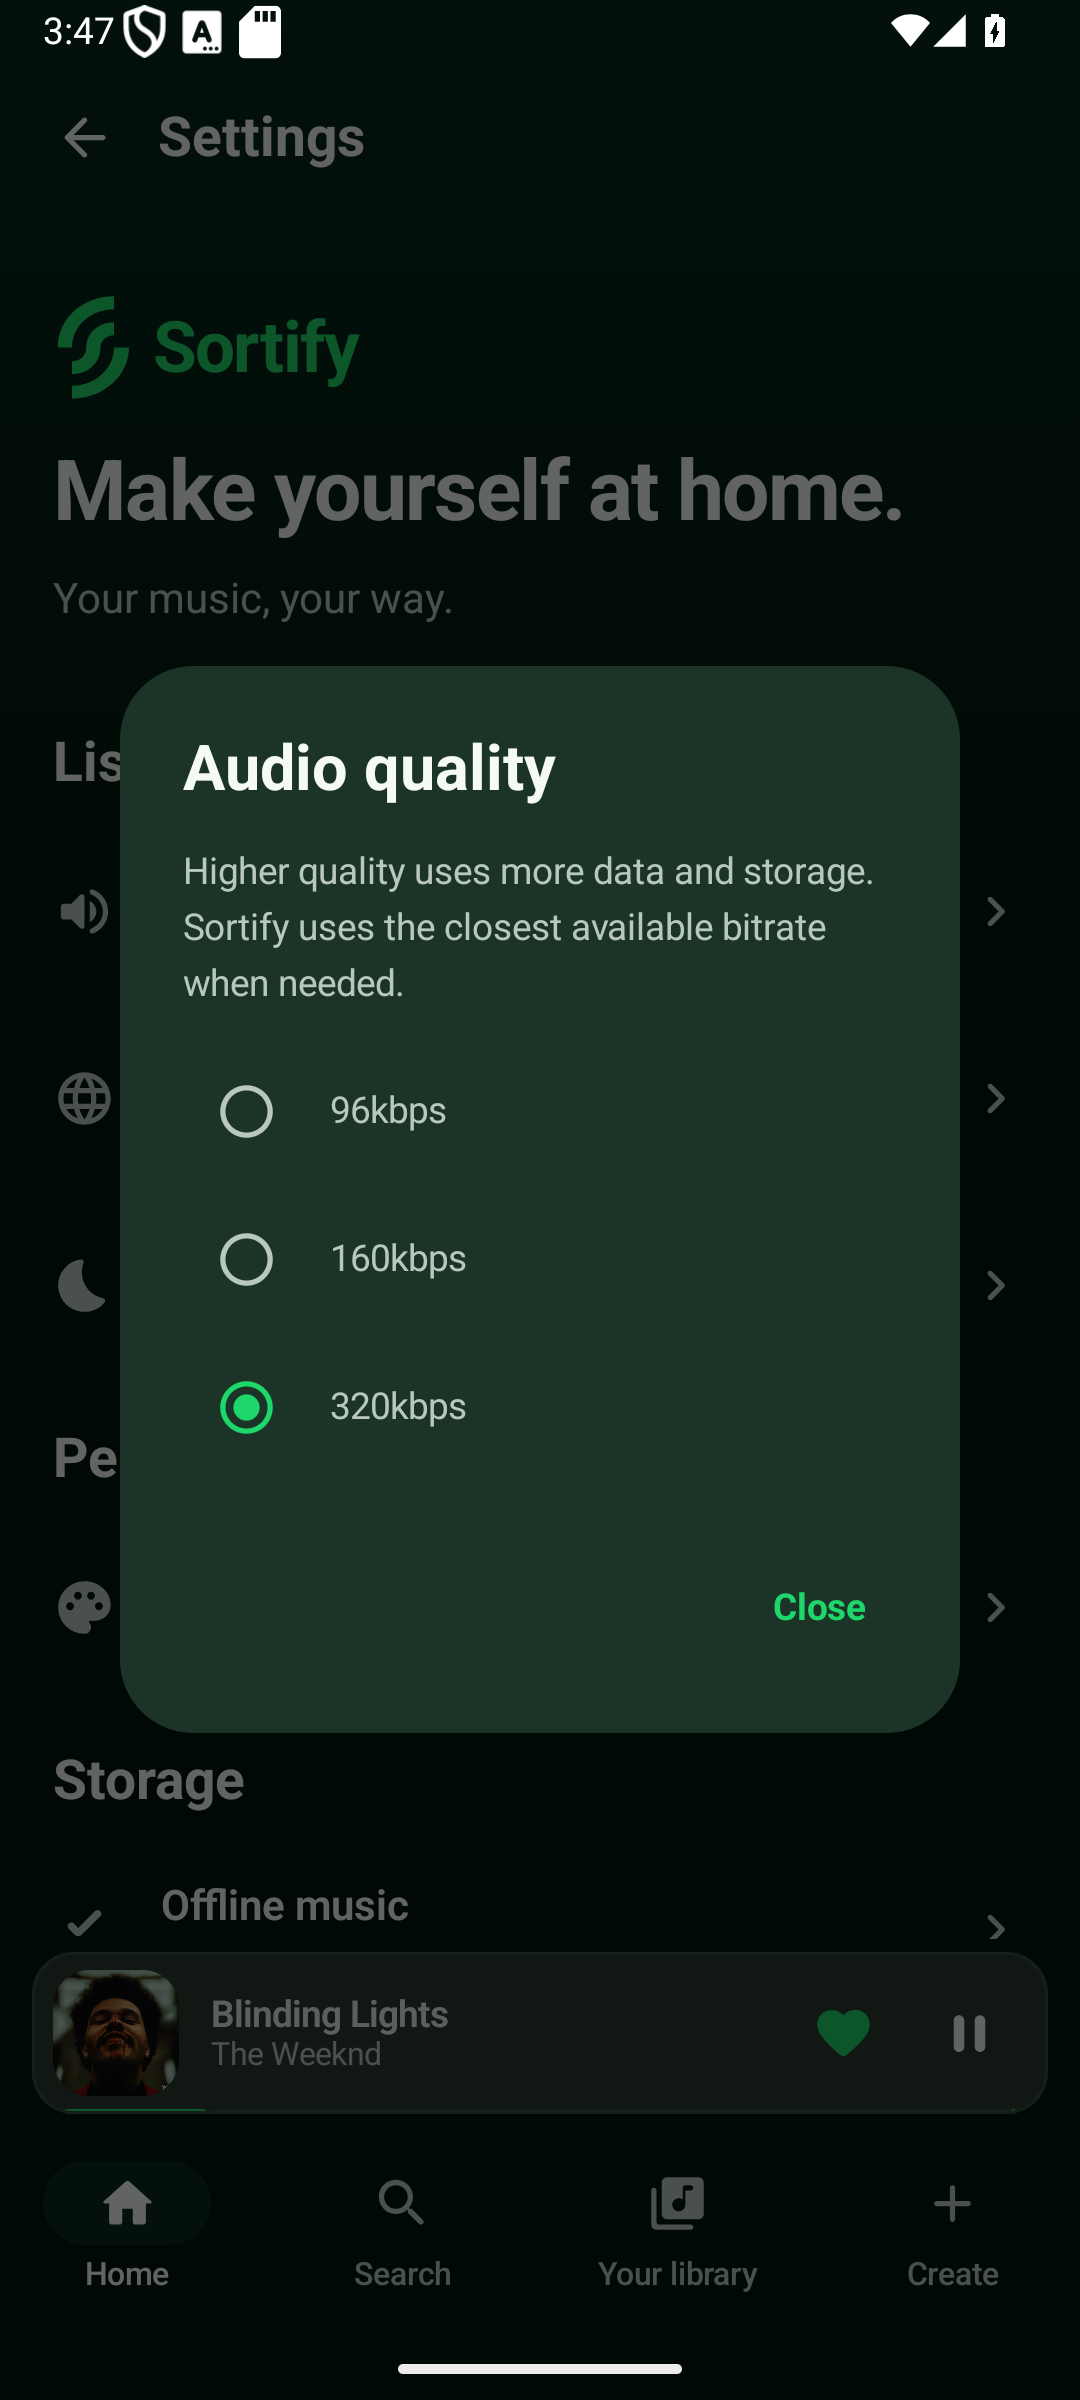 3:47
Settings
Sortify
Make yourself at home.
Your music, your way.
Lis
Audio quality
Higher quality uses more data and storage.
Sortify uses the closest available bitrate
when needed.
96kbps
160kbps
320kbps
Pe
Close
Storage
Offline music
Blinding Lights
The Weeknd
Home
Search
Your library
Create